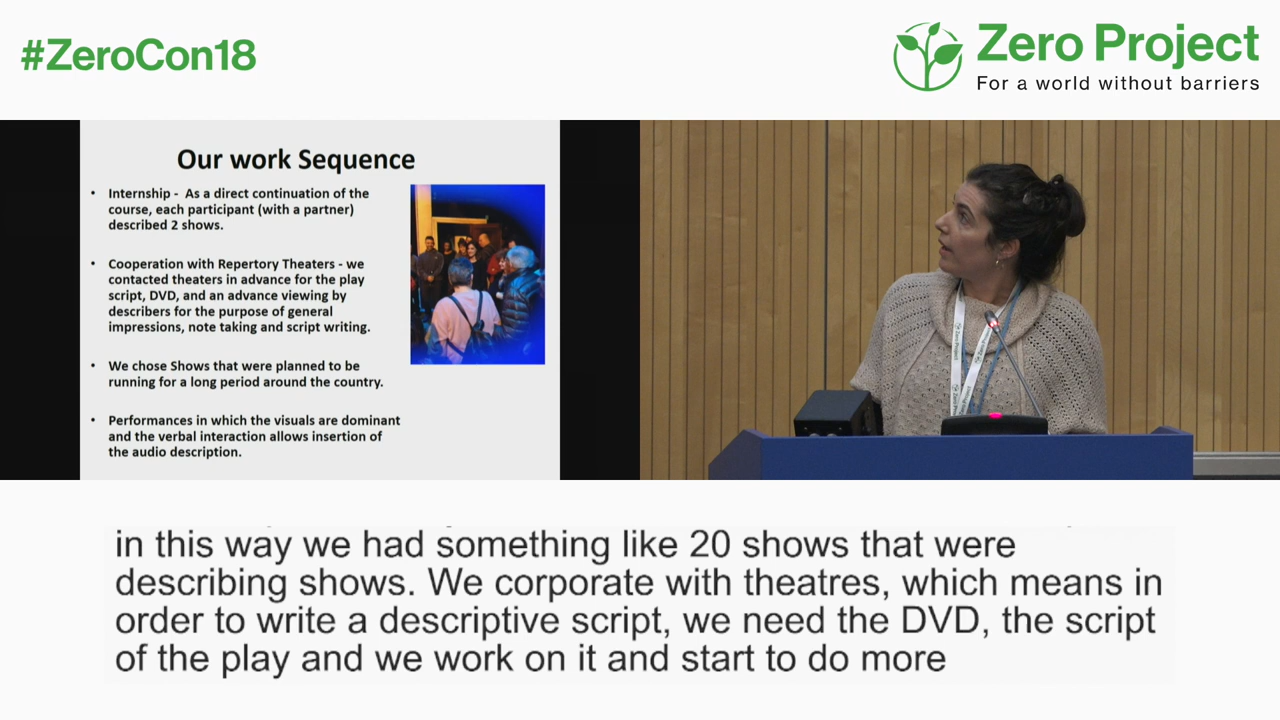 #ZeroCon18
Zero Project
For a world without barriers
Our work Sequence
• Internship - As a direct continuation of the
course, each participant (with a partner)
described 2 shows.
• Cooperation with Repertory Theaters - we
contacted theaters in advance for the play
script, DVD, and an advance viewing by
describers for the purpose of general
impressions, note taking and script writing.
• We chose Shows that were planned to be
running for a long period around the country.
• Performances in which the visuals are dominant
and the verbal interaction allows insertion of
the audio description.
in this way we had something like 20 shows that were
describing shows. We corporate with theatres, which means in
order to write a descriptive script, we need the DVD, the script
of the play and we work on it and start to do more